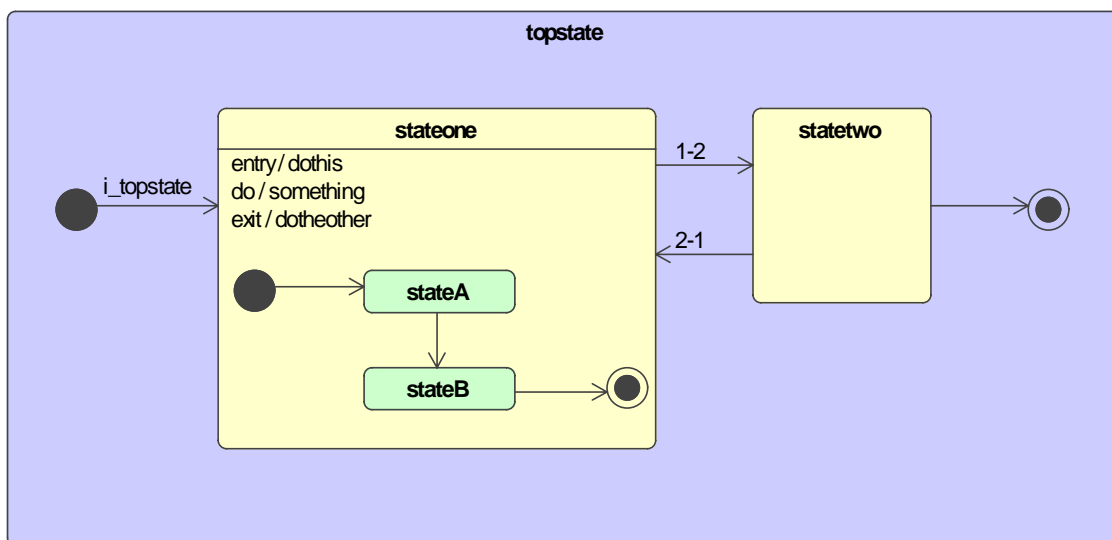 topstate
stateone
statetwo
entry / dothis
do / something
exit / dotheother
1-2
i_topstate
2-1
stateA
stateB